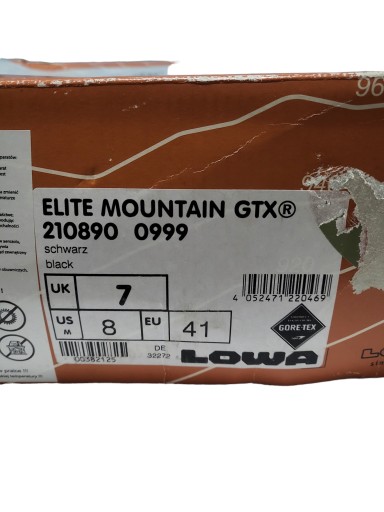 96
ELITE MOUNTAIN GTX®
210890 0999
schwarz
black
UK 7
4 052471 220469
US M 8 EU 41
GORE-TEX
DE
32272
LOWA
00382125